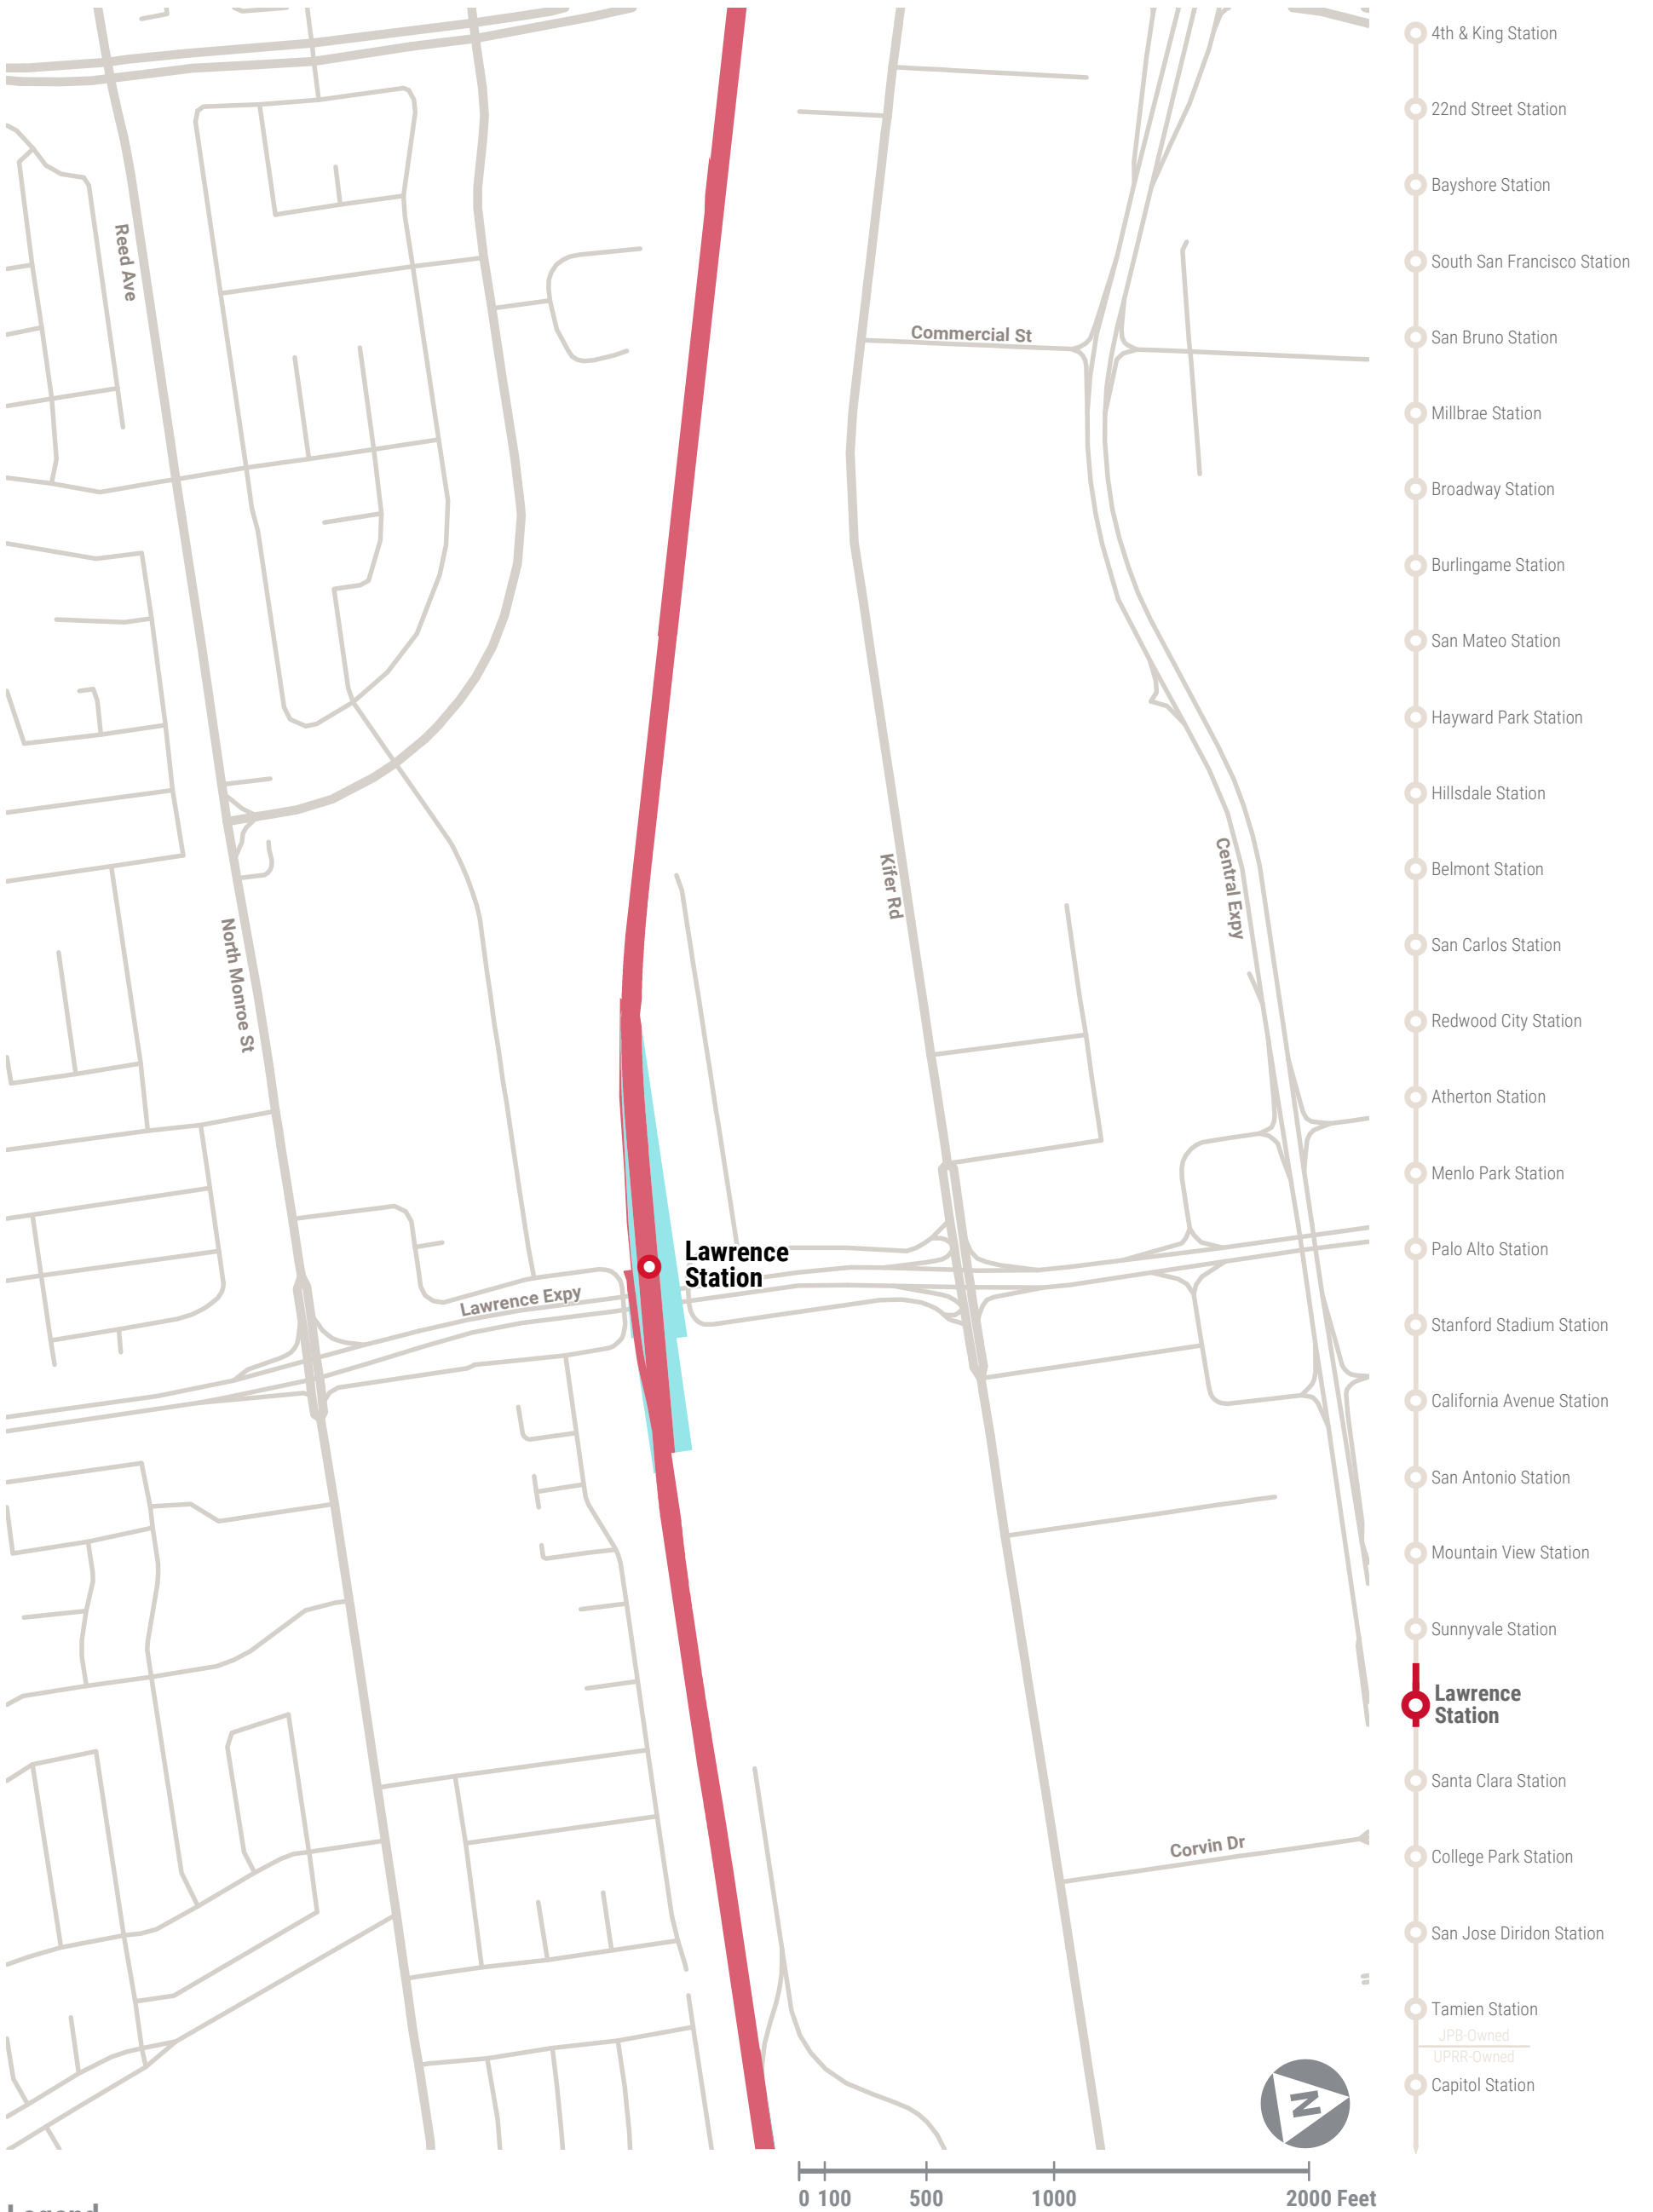 Reed Ave
Commercial St
Kifer Rd
Central Expy
North Monroe St
Lawrence
Station
Lawrence Expy
Corvin Dr
N
0 100 500 1000 2000 Feet
Legend
4th & King Station
22nd Street Station
Bayshore Station
South San Francisco Station
San Bruno Station
Millbrae Station
Broadway Station
Burlingame Station
San Mateo Station
Hayward Park Station
Hillsdale Station
Belmont Station
San Carlos Station
Redwood City Station
Atherton Station
Menlo Park Station
Palo Alto Station
Stanford Stadium Station
California Avenue Station
San Antonio Station
Mountain View Station
Sunnyvale Station
Lawrence
Station
Santa Clara Station
College Park Station
San Jose Diridon Station
Tamien Station
JPB-Owned
UPRR-Owned
Capitol Station